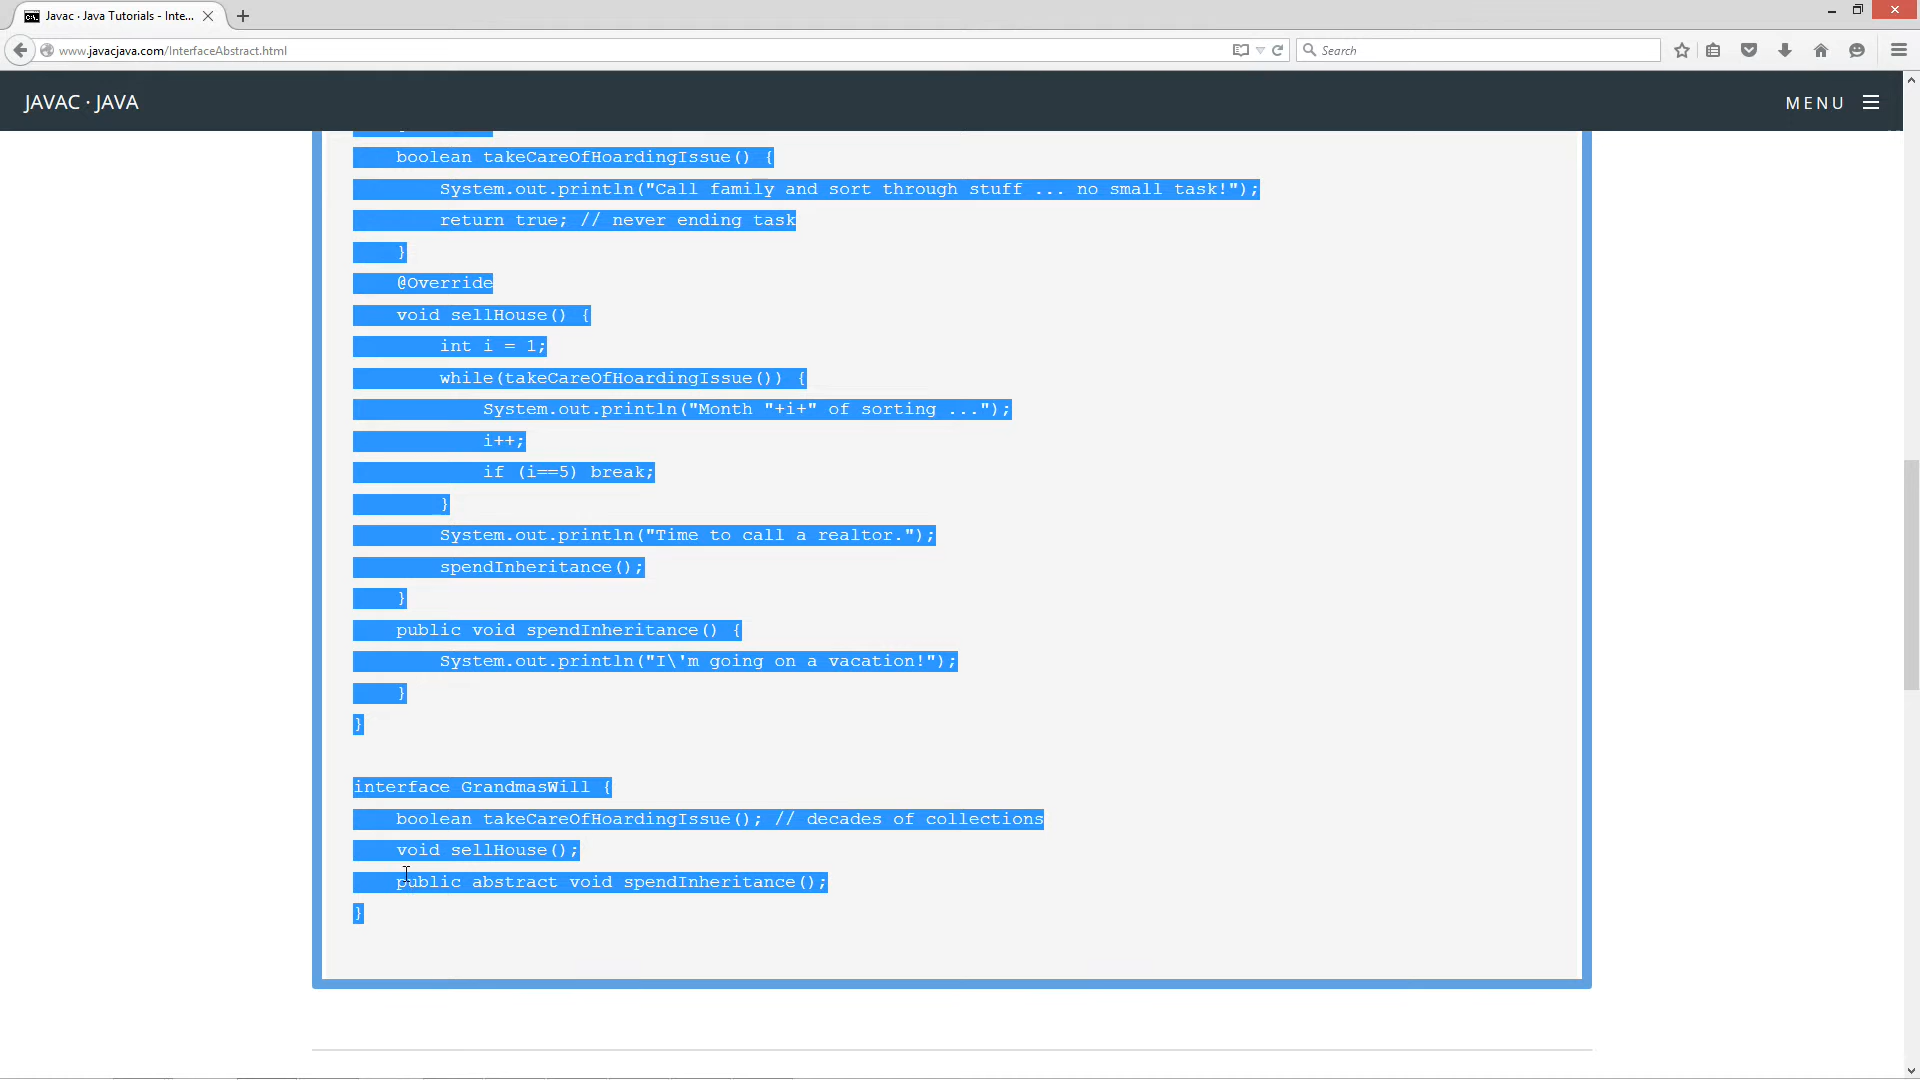 Javac · Java Tutorials - Inte...
www.javacjava.com/InterfaceAbstract.html
Search
JAVAC · JAVA
MENU
boolean takeCareOfHoardingIssue() {
System.out.println("Call family and sort through stuff ... no small task!");
return true; // never ending task
}
@Override
void sellHouse() {
int i = 1;
while(takeCareOfHoardingIssue()) {
System.out.println("Month "+i+" of sorting ...");
i++;
if (i==5) break;
}
System.out.println("Time to call a realtor.");
spendInheritance();
}
public void spendInheritance() {
System.out.println("I\'m going on a vacation!");
}
}
interface GrandmasWill {
boolean takeCareOfHoardingIssue(); // decades of collections
void sellHouse();
public abstract void spendInheritance();
}